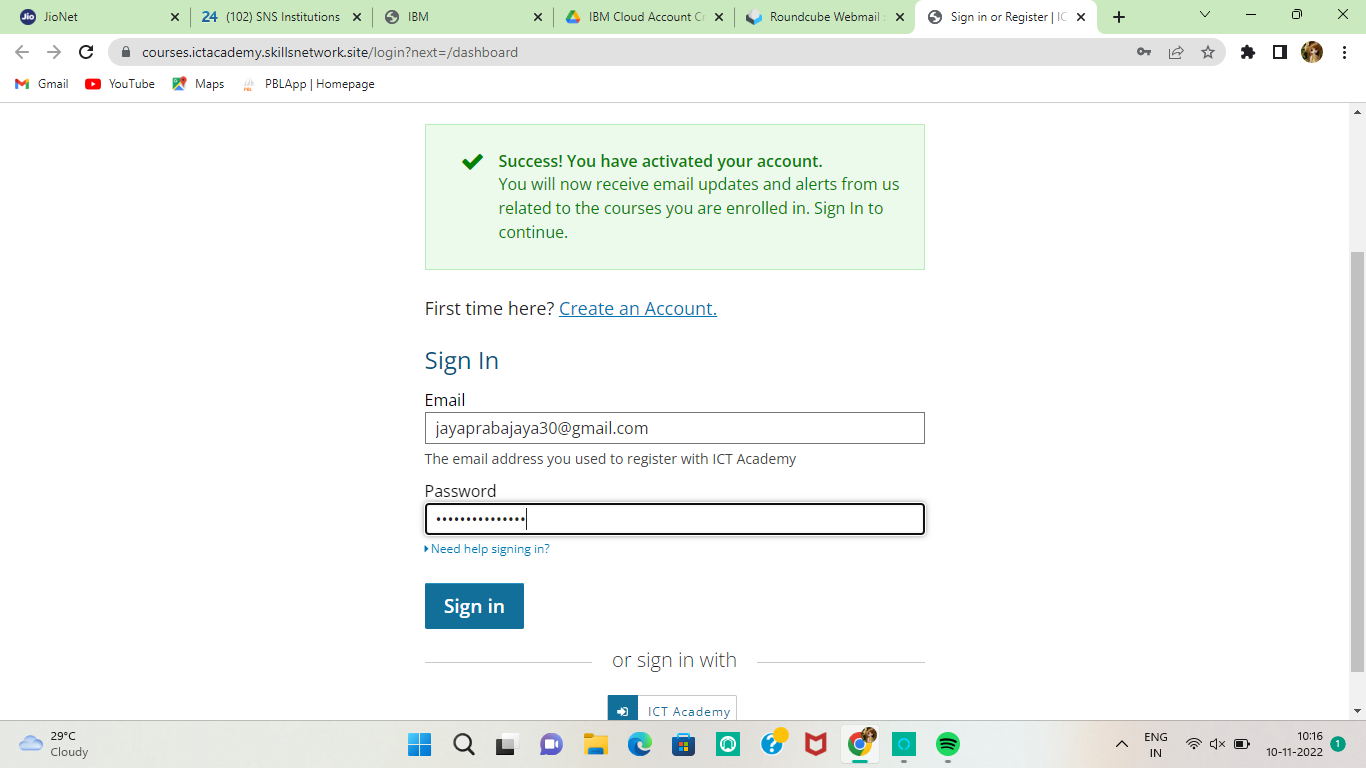 JioNet
24 (102) SNS Institutions
IBM
IBM Cloud Account Cr
Roundcube Webmail :
Sign in or Register | IC
courses.ictacademy.skillsnetwork.site/login?next=/dashboard
Gmail
YouTube
Maps
PBLApp | Homepage
Success! You have activated your account.
You will now receive email updates and alerts from us
related to the courses you are enrolled in. Sign In to
continue.
First time here? Create an Account.
Sign In
Email
jayaprabajaya30@gmail.com
The email address you used to register with ICT Academy
Password
•••••••••••••••
Need help signing in?
Sign in
or sign in with
ICT Academy
29°C
Cloudy
ENG
IN
10:16
10-11-2022
1